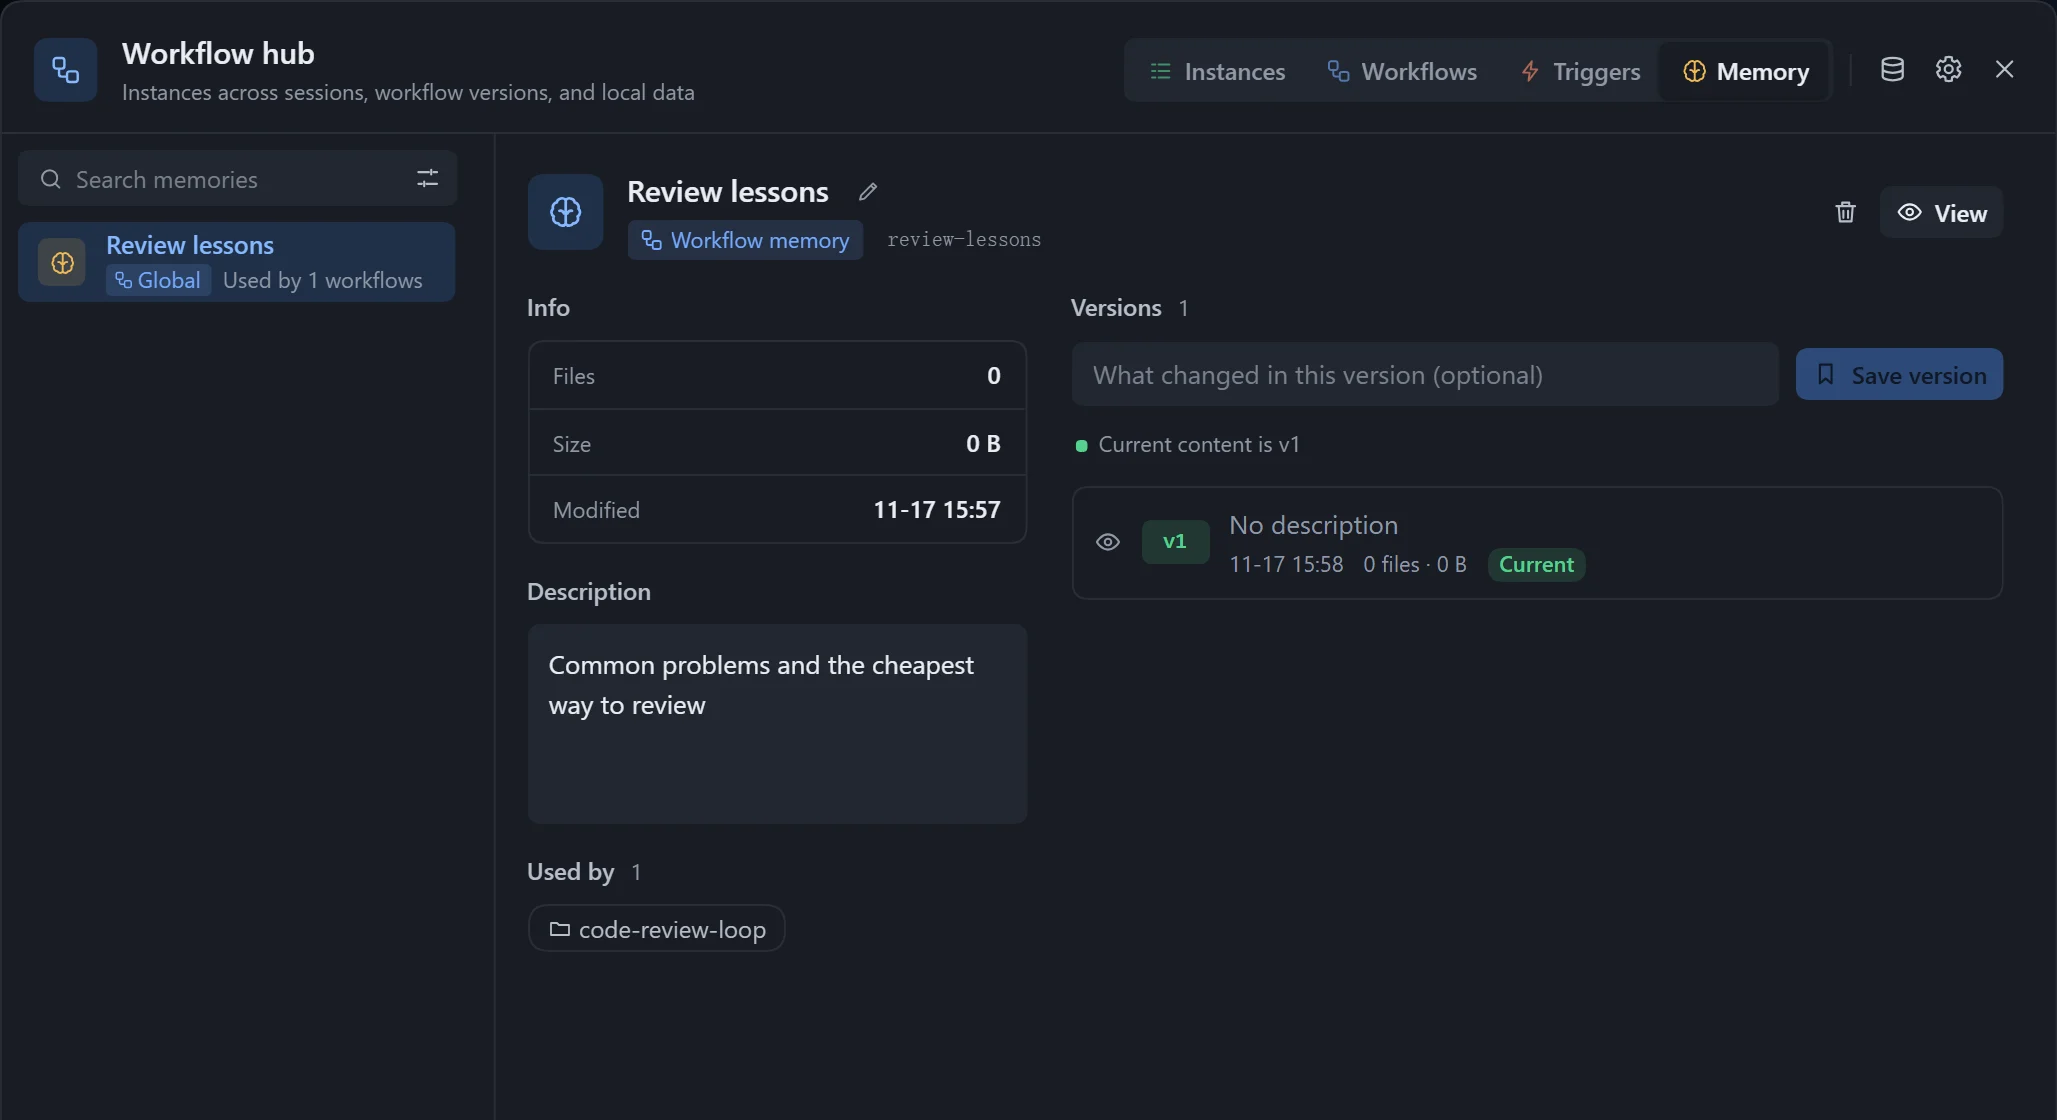 Workflow hub
Instances across sessions, workflow versions, and local data
Instances
Workflows
Triggers
Memory
Search memories
Review lessons
Global
Used by 1 workflows
Review lessons
Workflow memory
review-lessons
View
Info
Files
0
Size
0 B
Modified
11-17 15:57
Description
Common problems and the cheapest
way to review
Used by 1
code-review-loop
Versions 1
What changed in this version (optional)
Save version
Current content is v1
v1
No description
11-17 15:58 0 files · 0 B
Current